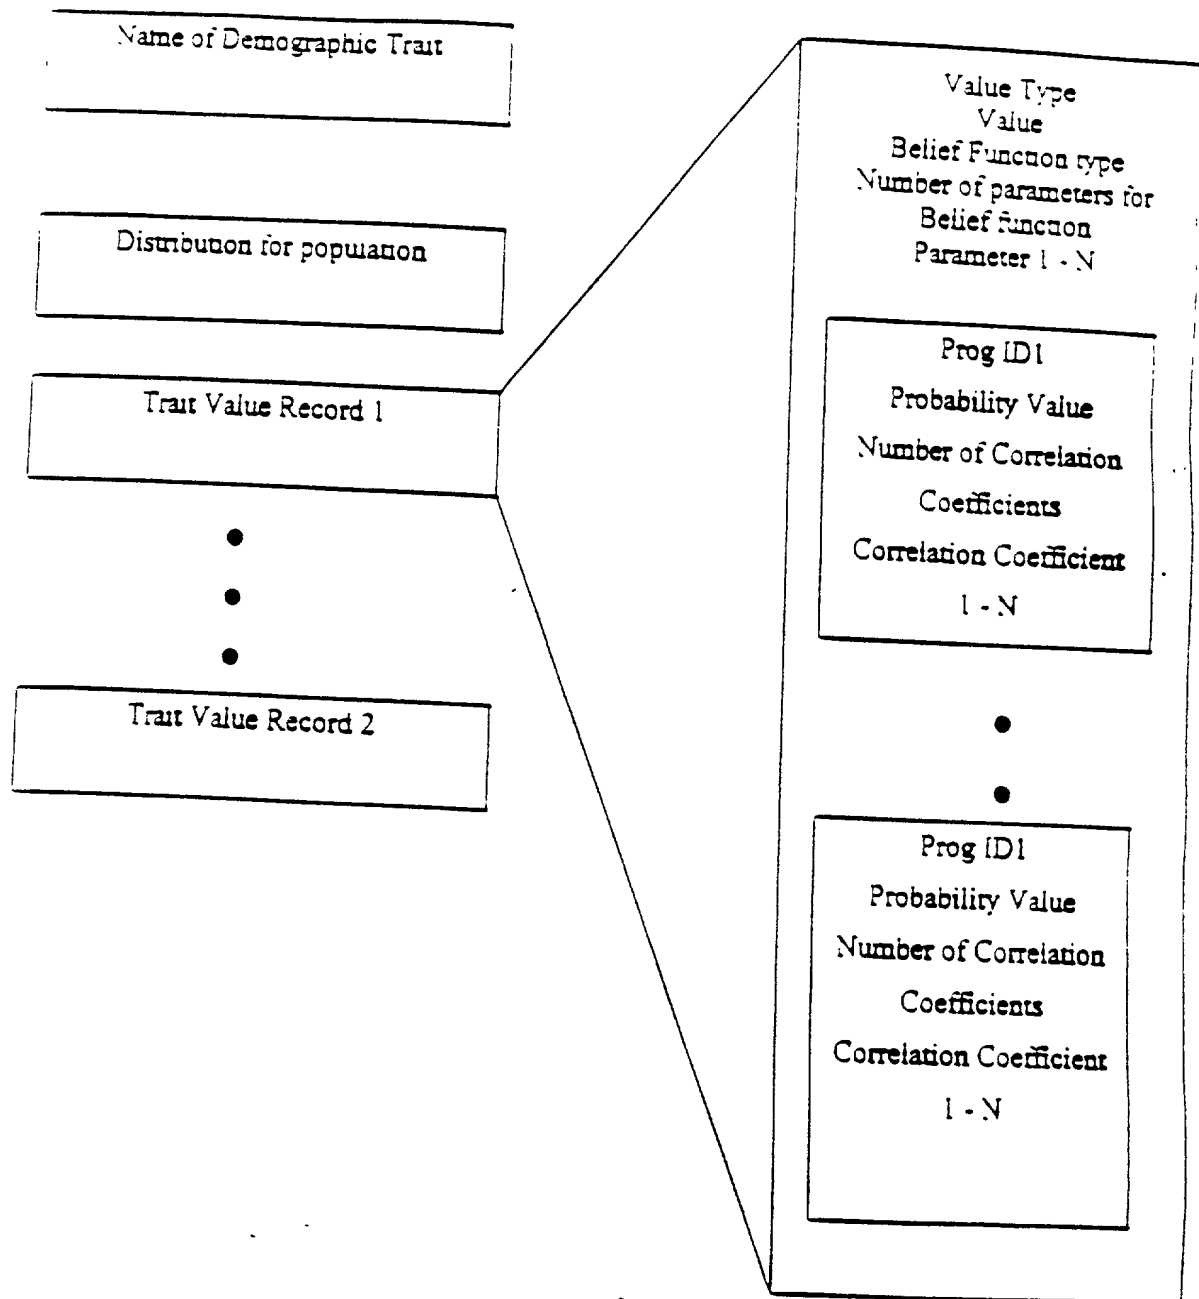 Name of Demographic Trait
Distribution for population
Trait Value Record 1
Trait Value Record 2
Value Type
Value
Belief Function type
Number of parameters for
Belief function
Parameter 1 - N
Prog ID1
Probability Value
Number of Correlation
Coefficients
Correlation Coefficient
1 - N
Prog ID1
Probability Value
Number of Correlation
Coefficients
Correlation Coefficient
1 - N